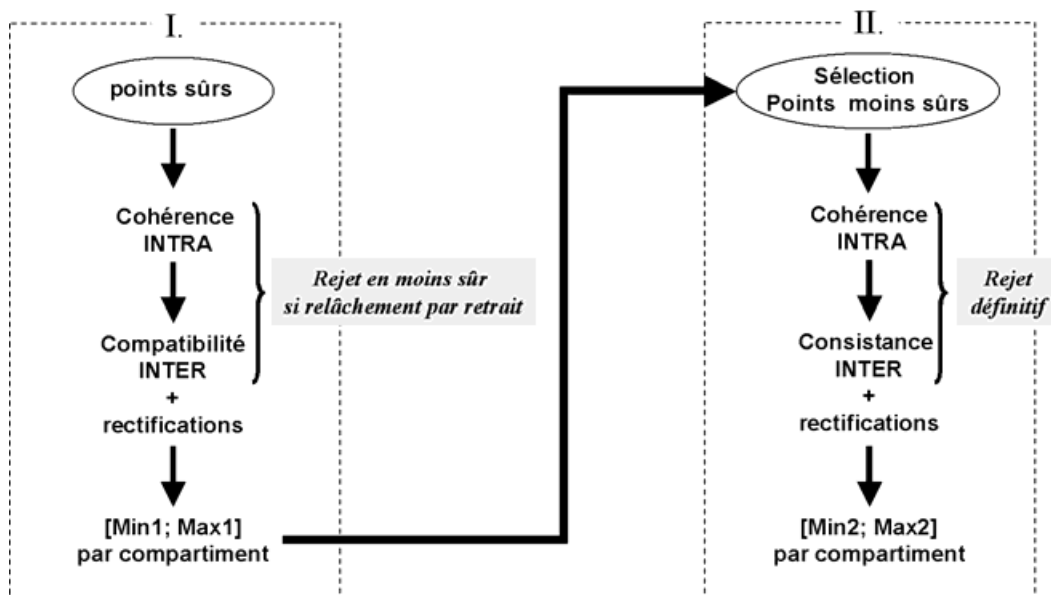 I.
points sûrs
Cohérence
INTRA
Rejet en moins sûr
si relâchement par retrait
Compatibilité
INTER
+
rectifications
[Min1; Max1]
par compartiment
II.
Sélection
Points moins sûrs
Cohérence
INTRA
Rejet
définitif
Consistance
INTER
+
rectifications
[Min2; Max2]
par compartiment